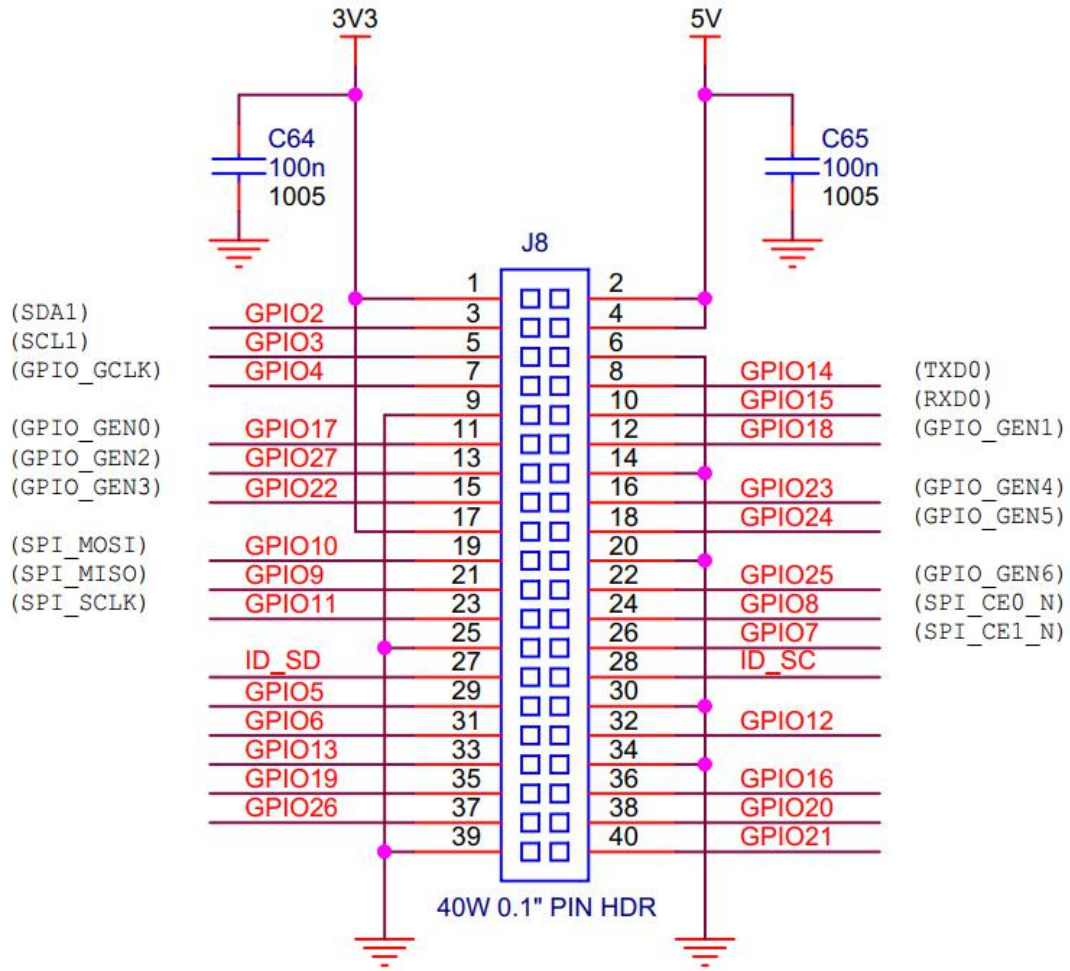 3V3 5V
C64 C65
100n 100n
1005 1005
J8
1 2
(SDA1) GPIO2 3 4
(SCL1) GPIO3 5 6
(GPIO_GCLK) GPIO4 7 8 GPIO14 (TXD0)
9 10 GPIO15 (RXD0)
(GPIO_GEN0) GPIO17 11 12 GPIO18 (GPIO_GEN1)
(GPIO_GEN2) GPIO27 13 14
(GPIO_GEN3) GPIO22 15 16 GPIO23 (GPIO_GEN4)
17 18 GPIO24 (GPIO_GEN5)
(SPI_MOSI) GPIO10 19 20
(SPI_MISO) GPIO9 21 22 GPIO25 (GPIO_GEN6)
(SPI_SCLK) GPIO11 23 24 GPIO8 (SPI_CE0_N)
25 26 GPIO7 (SPI_CE1_N)
ID_SD 27 28 ID_SC
GPIO5 29 30
GPIO6 31 32 GPIO12
GPIO13 33 34
GPIO19 35 36 GPIO16
GPIO26 37 38 GPIO20
39 40 GPIO21
40W 0.1" PIN HDR